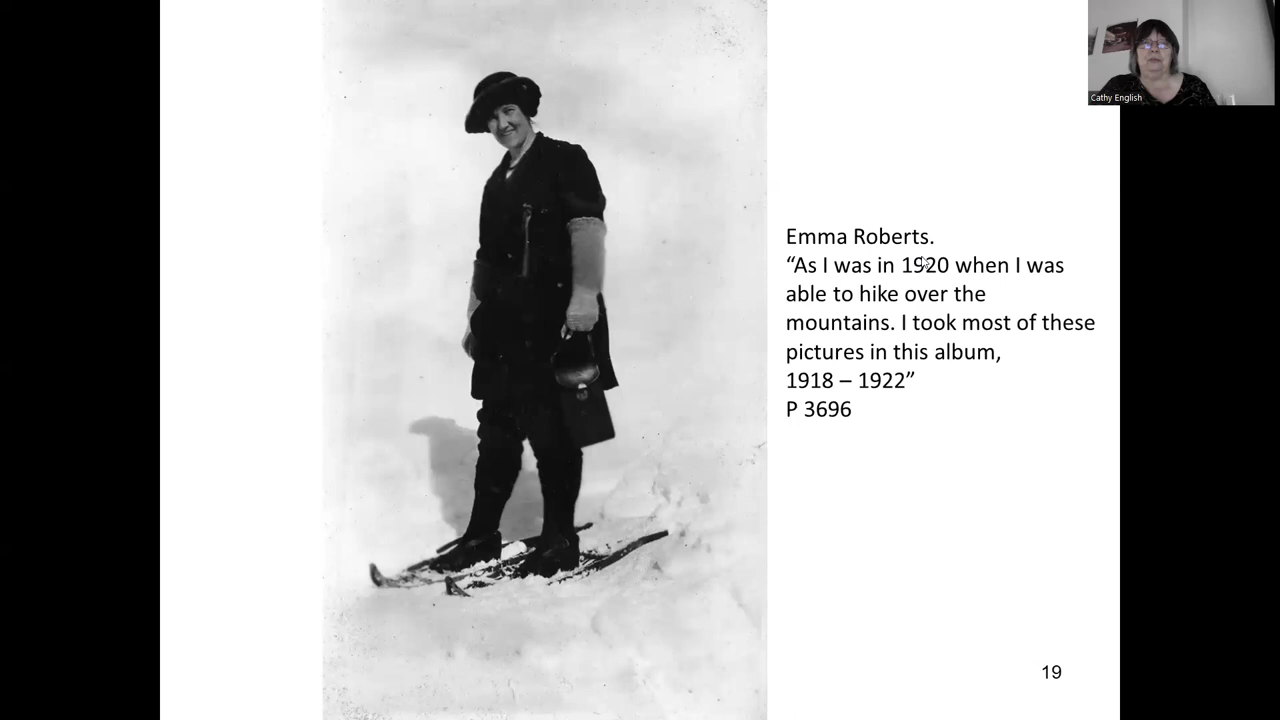 Cathy English
Emma Roberts.
“As I was in 1920 when I was
able to hike over the
mountains. I took most of these
pictures in this album,
1918 – 1922”
P 3696
19